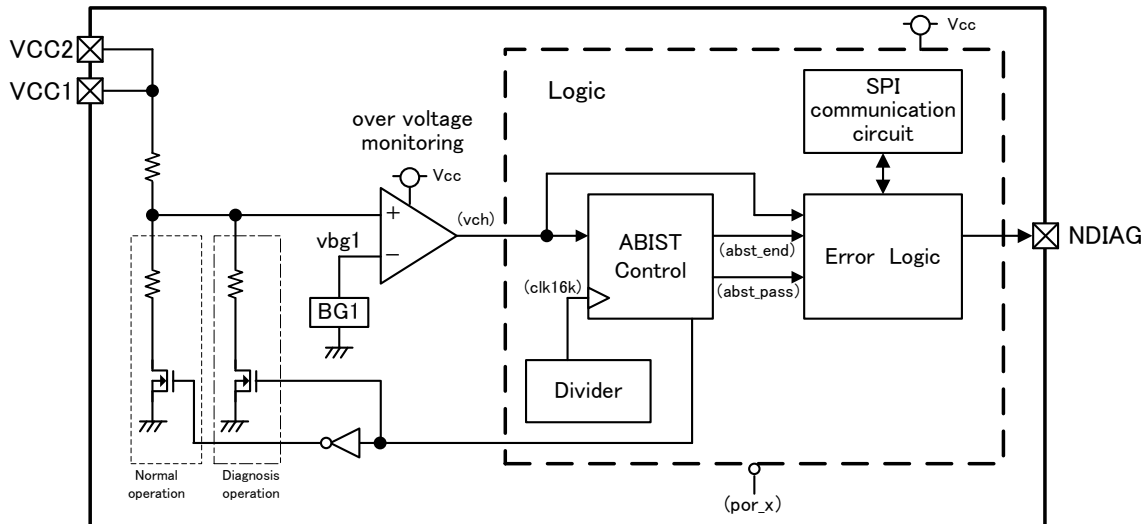 VCC2
VCC1
Vcc
Logic
SPI
communication
circuit
over voltage
monitoring
Vcc
+
−
(vch)
vbg1
BG1
ABIST
Control
(clk16k)
(abst_end)
(abst_pass)
Error Logic
NDIAG
Divider
Normal
operation
Diagnosis
operation
(por_x)